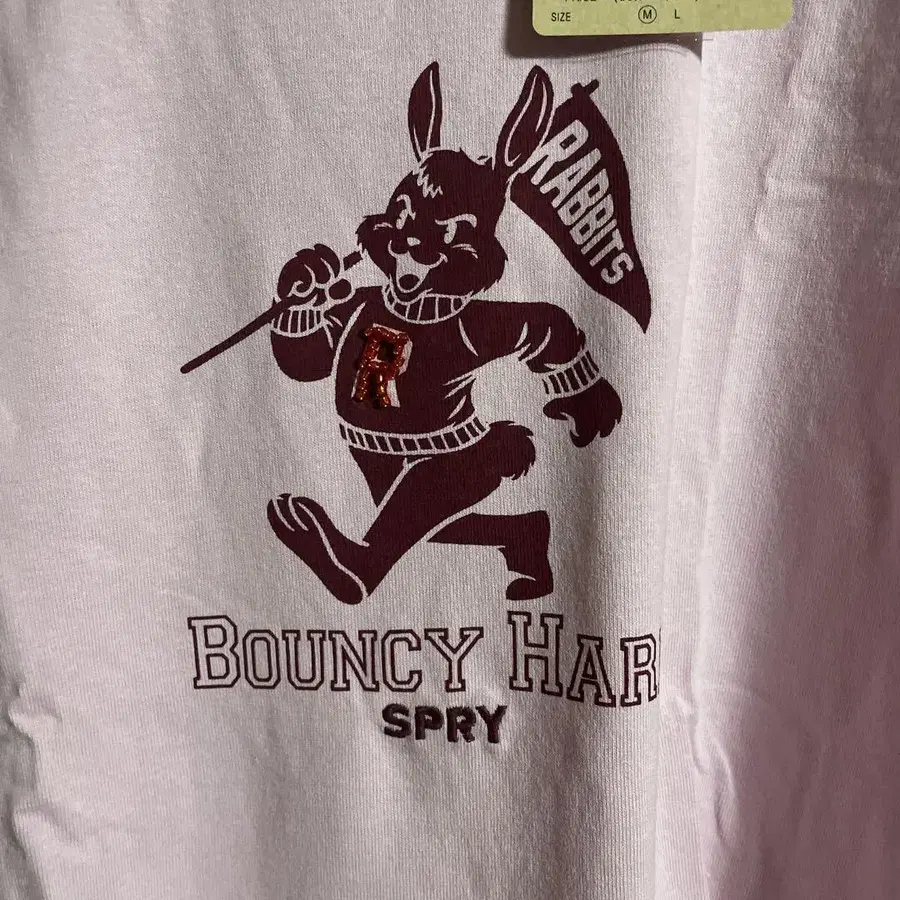 SIZE M L
RABBITS
R
BOUNCY HAR
SPRY